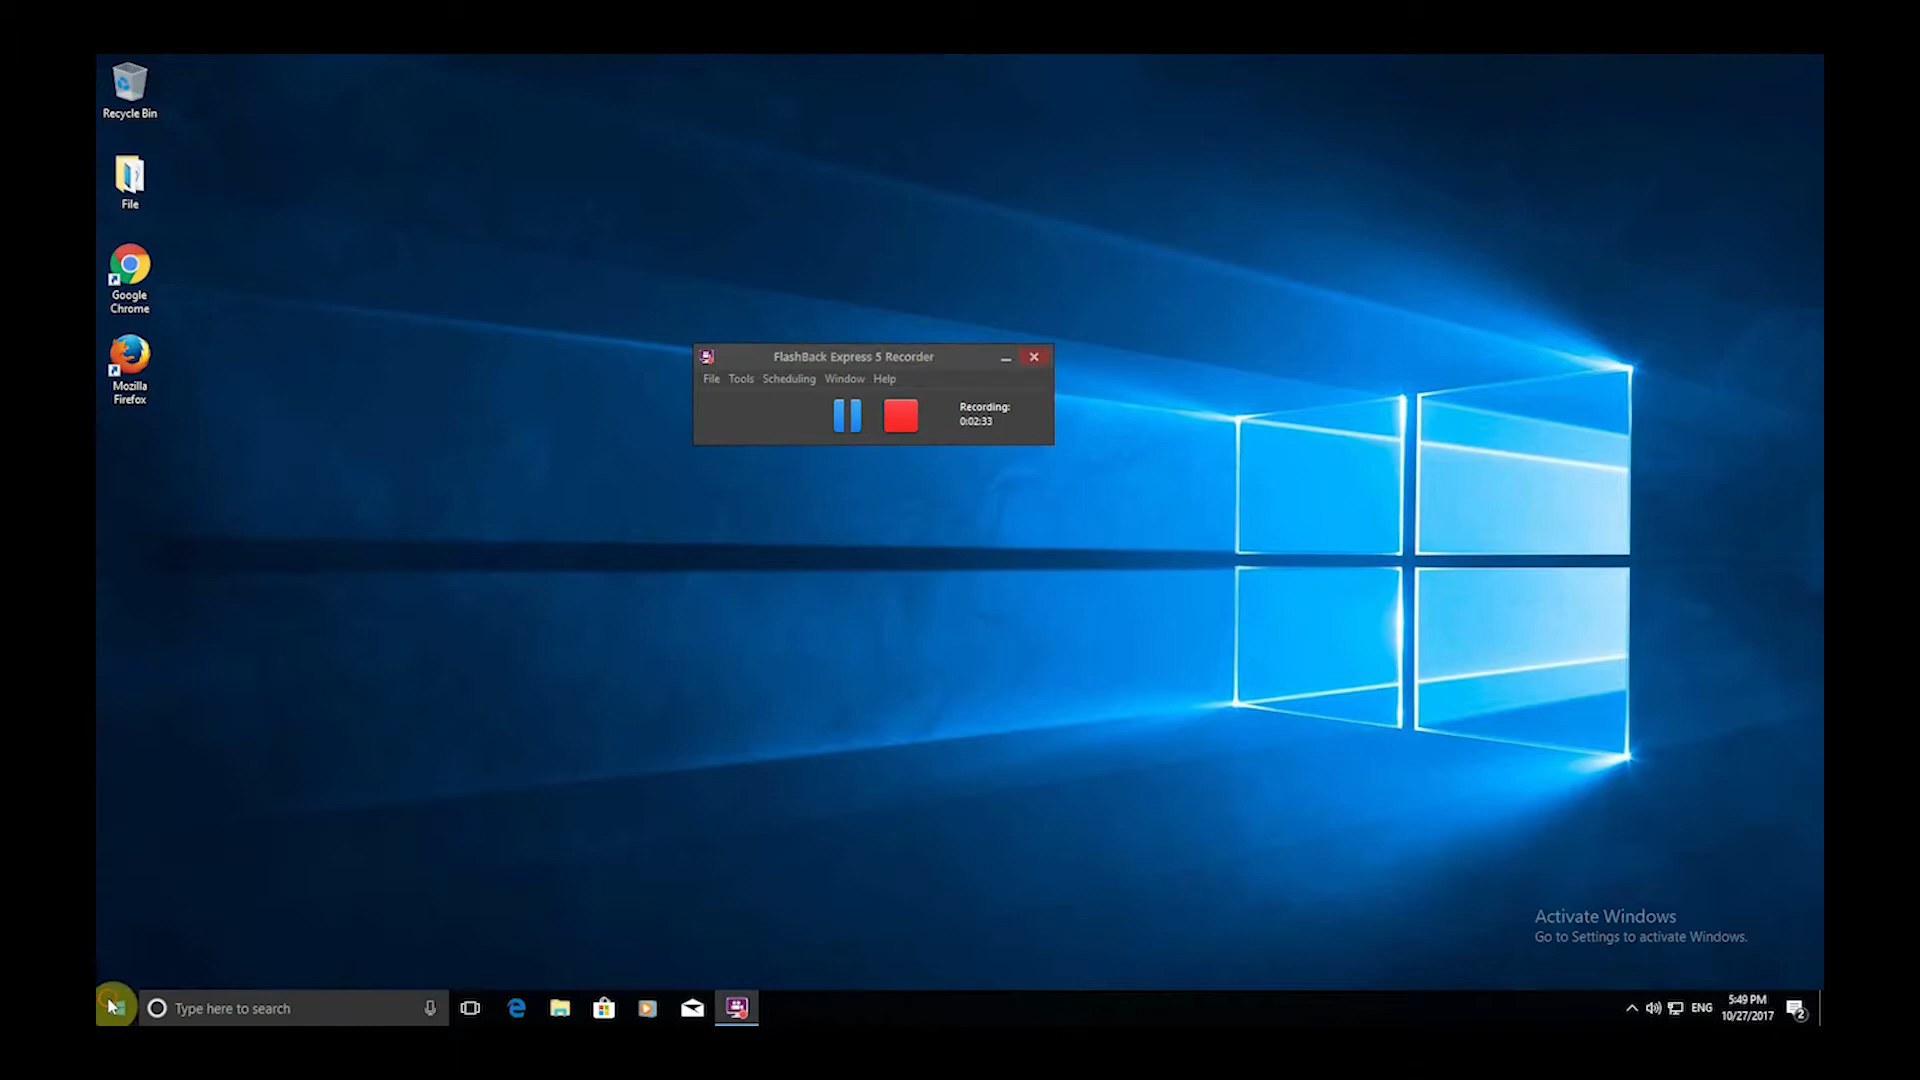 Recycle Bin
File
Google
Chrome
Mozilla
Firefox
FlashBack Express 5 Recorder
File Tools Scheduling Window Help
Recording:
0:02:33
Activate Windows
Go to Settings to activate Windows.
Type here to search
ENG
5:49 PM
10/27/2017
2